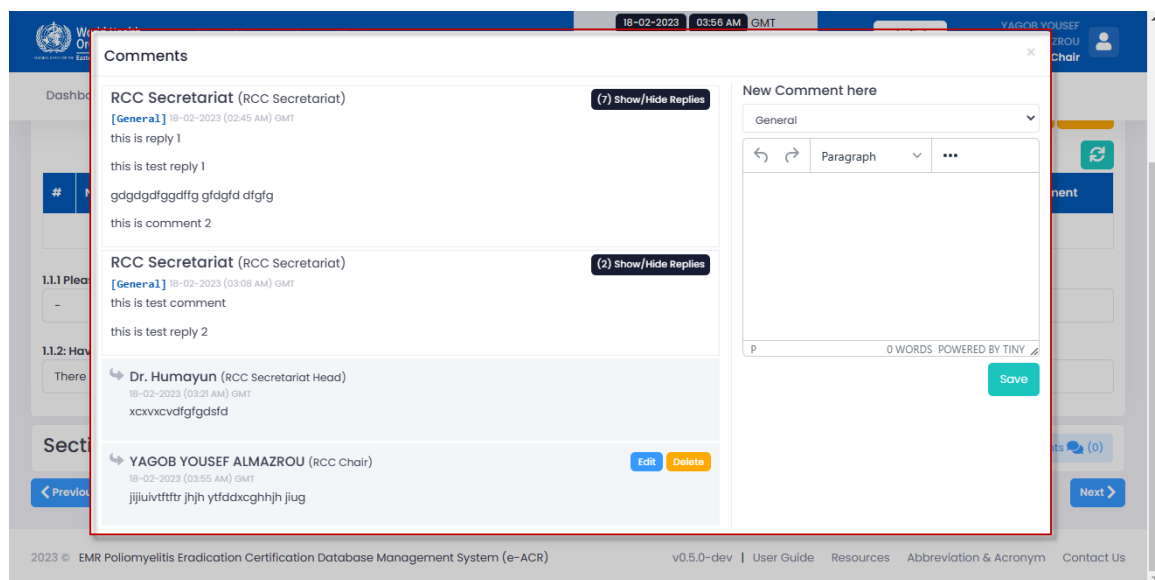 18-02-2023 03:56 AM GMT
YAGOB YOUSEF
Chair
Comments
×
Dashbo
RCC Secretariat (RCC Secretariat)
(7) Show/Hide Replies
[General] 18-02-2023 (02:45 AM) GMT
this is reply 1
this is test reply 1
gdgdgdfggdffg gfdgfd dfgfg
this is comment 2
RCC Secretariat (RCC Secretariat)
(2) Show/Hide Replies
[General] 18-02-2023 (03:08 AM) GMT
this is test comment
this is test reply 2
Dr. Humayun (RCC Secretariat Head)
18-02-2023 (03:21 AM) GMT
xcxvxcvdfgfgdsfd
YAGOB YOUSEF ALMAZROU (RCC Chair)
Edit Delete
18-02-2023 (03:55 AM) GMT
jijiuivtftftr jhjh ytfddxcghhjh jiug
New Comment here
General
Paragraph
P
0 WORDS POWERED BY TINY
Save
#
nent
1.1.1 Pleas
-
1.1.2: Hav
There
Secti
nts (0)
Previou
Next
2023 © EMR Poliomyelitis Eradication Certification Database Management System (e-ACR)
v0.5.0-dev | User Guide Resources Abbreviation & Acronym Contact Us